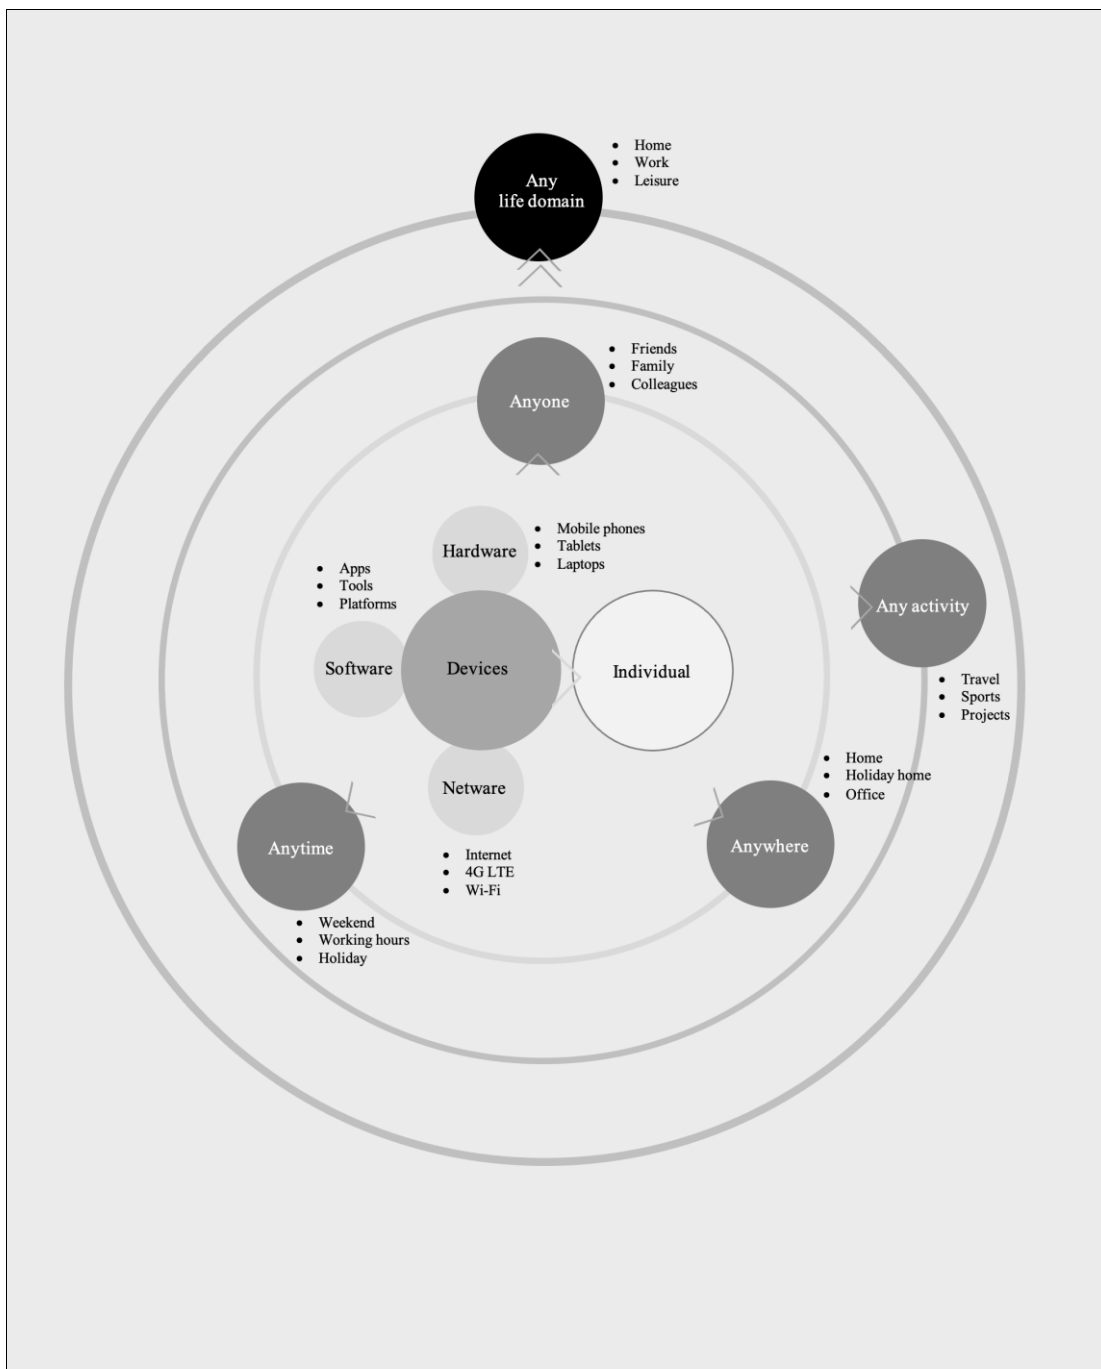 Any
life domain
• Home
• Work
• Leisure
Anyone
• Friends
• Family
• Colleagues
Hardware
• Mobile phones
• Tablets
• Laptops
• Apps
• Tools
• Platforms
Software
Devices
Individual
Any activity
• Travel
• Sports
• Projects
Netware
• Internet
• 4G LTE
• Wi-Fi
Anywhere
• Home
• Holiday home
• Office
Anytime
• Weekend
• Working hours
• Holiday